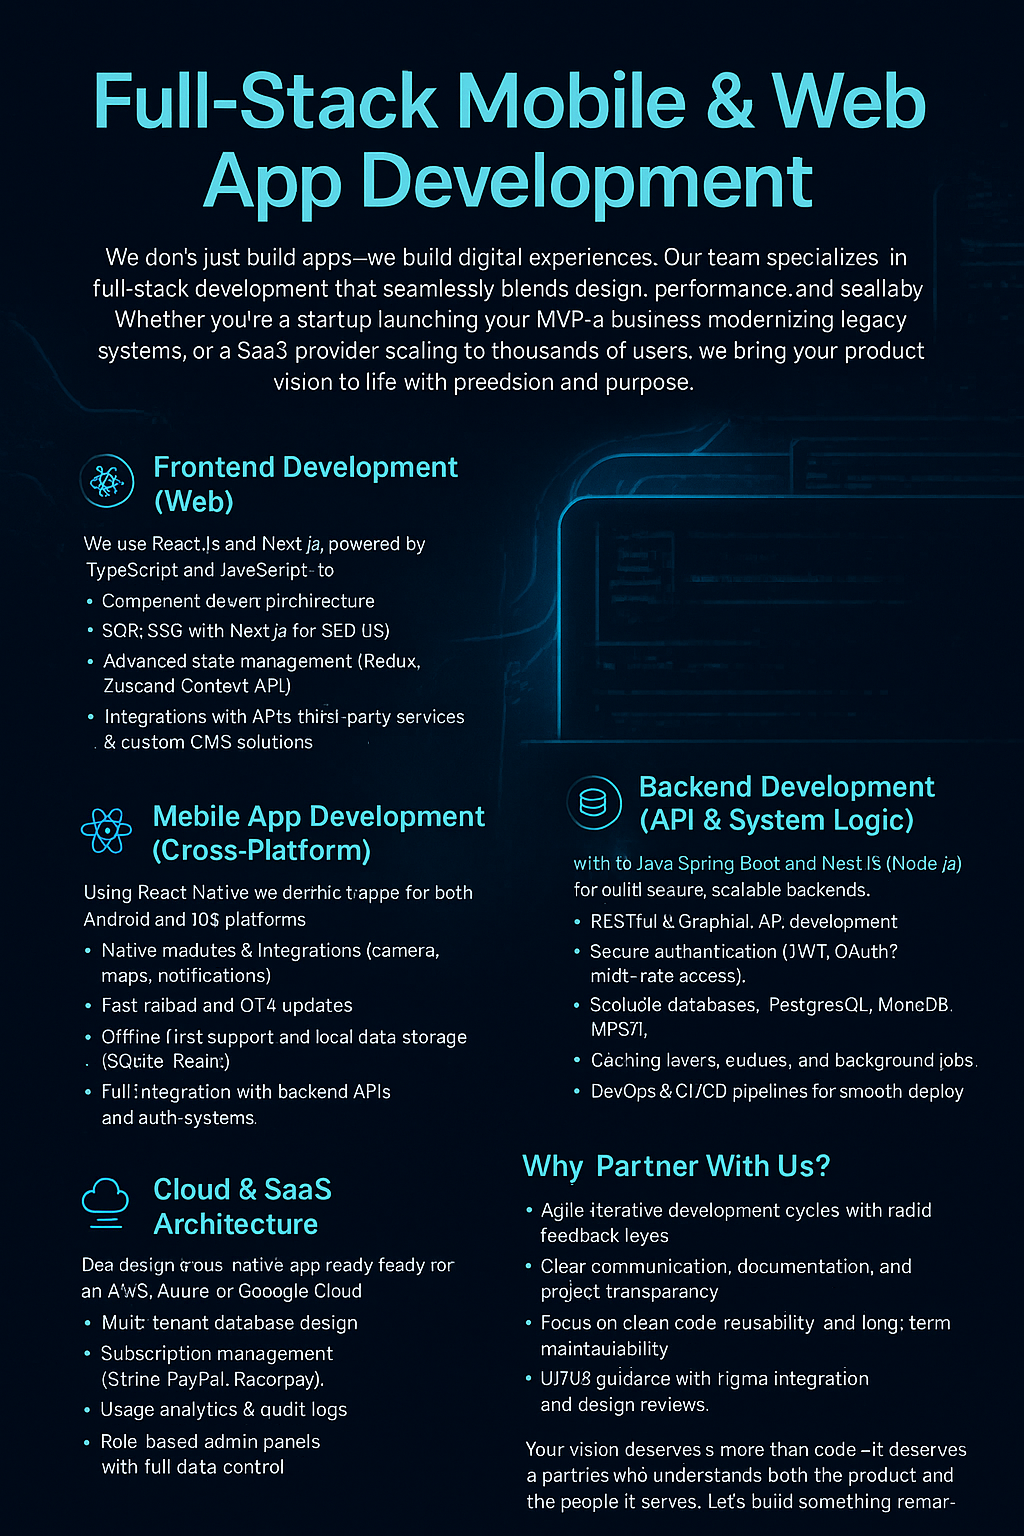 Full-Stack Mobile & Web
App Development
We don's just build apps—we build digital experiences. Our team specializes in
full-stack development that seamlessly blends design. performance.and seallaby
Whether you're a startup launching your MVP-a business modernizing legacy
systems, or a Saa3 provider scaling to thousands of users. we bring your product
vision to life with preedsion and purpose.
Frontend Development
(Web)
We use React.Js and Next ja, powered by
TypeScript and JaveSeript-to
• Compenent devert pirchirecture
• SQR; SSG with Next ja for SED US)
• Advanced state management (Redux,
Zuscand Contevt APL)
• Integrations with APts thirsl-party services
& custom CMS solutions
Mebile App Development
(Cross-Platform)
Using React Native we derrhic trappe for both
Android and 10$ platforms
• Native madutes & Integrations (camera,
maps, notifications)
• Fast raibad and OT4 updates
• Offfine first support and local data storage
(SQuite Reain:)
• Full integration with backend APIs
and auth-systems.
Cloud & SaaS
Architecture
Dea design trous native app ready feady ror
an AWS, Auure or Gooogle Cloud
• Muit: tenant database design
• Subscription management
(Strine PayPal. Racorpay).
• Usage analytics & qudit logs
• Role based admin panels
with full data control
Backend Development
(API & System Logic)
with to Java Spring Boot and Nest IS (Node ja)
for oulitl seaure, scalable backends.
• RESTful & Graphial. AP. development
• Secure authantication (JWT, OAuth?
midt-rate access).
• Scoludle databases, PestgresQL, MoneDB.
MPS71,
• Caching lavers, eudues, and background jobs.
• DevOps & CI/CD pipelines for smooth deploy
Why Partner With Us?
• Agile iterative development cycles with radid
feedback leyes
• Clear communication, documentation, and
project transparancy
• Focus on clean code reusability and long; term
maintauiability
• UJ7U8 guidarce with rigma integration
and design reviews.
Your vision deserves s more than code –it deserves
a partries who understands both the product and
the people it serves. Let's buiid something remar-